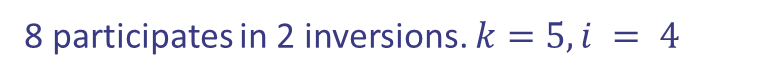 8 participates in 2 inversions. k = 5, i = 4